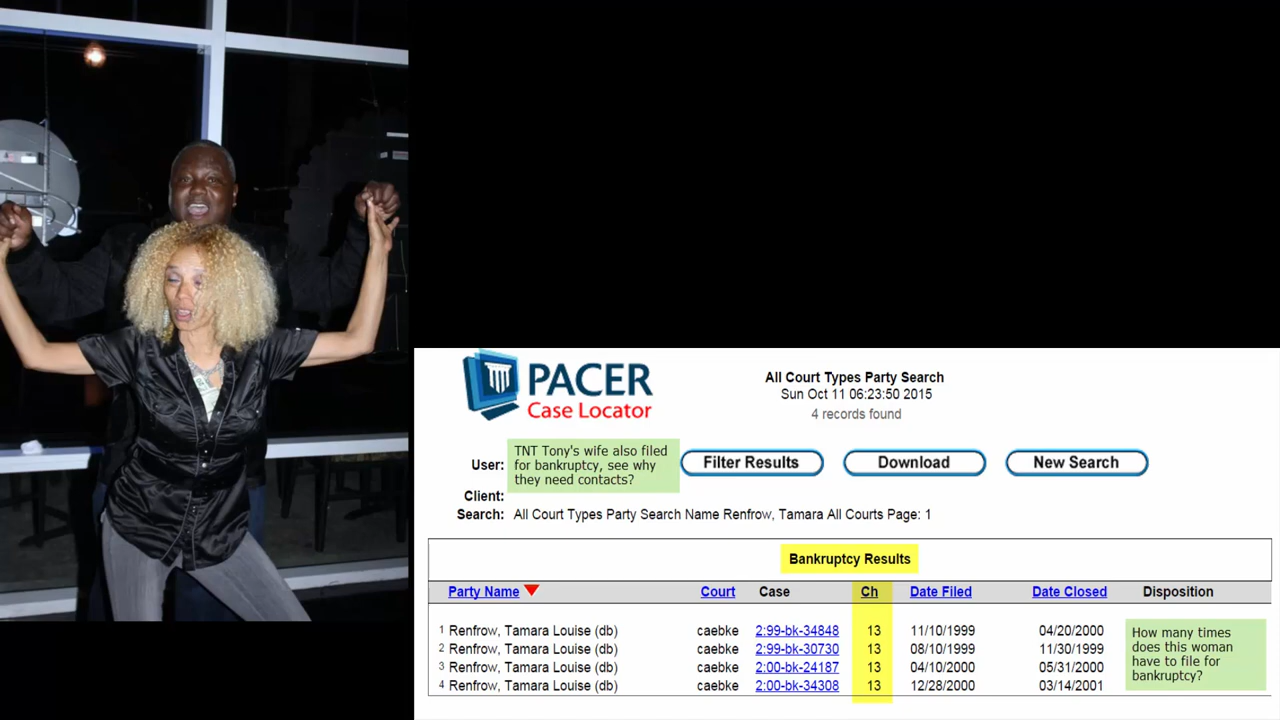 PACER
Case Locator
All Court Types Party Search
Sun Oct 11 06:23:50 2015
4 records found
TNT Tony's wife also filed
for bankruptcy, see why
they need contacts?
User:
Filter Results
Download
New Search
Client:
Search: All Court Types Party Search Name Renfrow, Tamara All Courts Page: 1
Bankruptcy Results
Party Name Court Case Ch Date Filed Date Closed Disposition
1 Renfrow, Tamara Louise (db) caebke 2:99-bk-34848 13 11/10/1999 04/20/2000
2 Renfrow, Tamara Louise (db) caebke 2:99-bk-30730 13 08/10/1999 11/30/1999
3 Renfrow, Tamara Louise (db) caebke 2:00-bk-24187 13 04/10/2000 05/31/2000
4 Renfrow, Tamara Louise (db) caebke 2:00-bk-34308 13 12/28/2000 03/14/2001
How many times
does this woman
have to file for
bankruptcy?